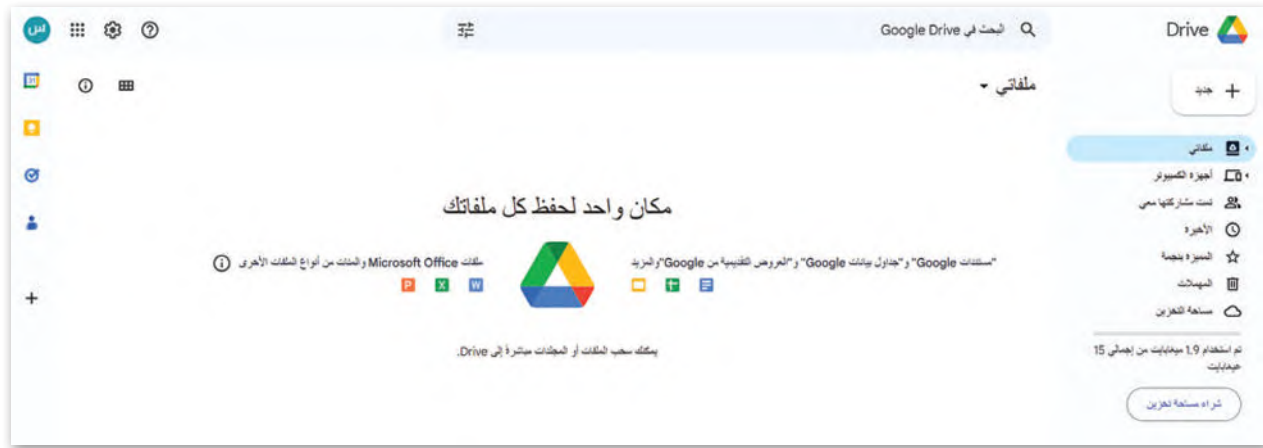 Drive
البحث في Google Drive
س
جديد
ملفاتي
ملفاتي
أجهزة الكمبيوتر
تمت مشاركتها معي
الأخيرة
المميزة بنجمة
المهملات
مساحة التخزين
تم استخدام 1.9 ميغابايت من إجمالي 15
غيغابايت
شراء مساحة تخزين
مكان واحد لحفظ كل ملفاتك
"مستندات Google" و"جداول بيانات Google" و"العروض التقديمية من Google" والمزيد
ملفات Microsoft Office والمئات من أنواع الملفات الأخرى
W X P
يمكنك سحب الملفات أو المجلدات مباشرةً إلى Drive.
31